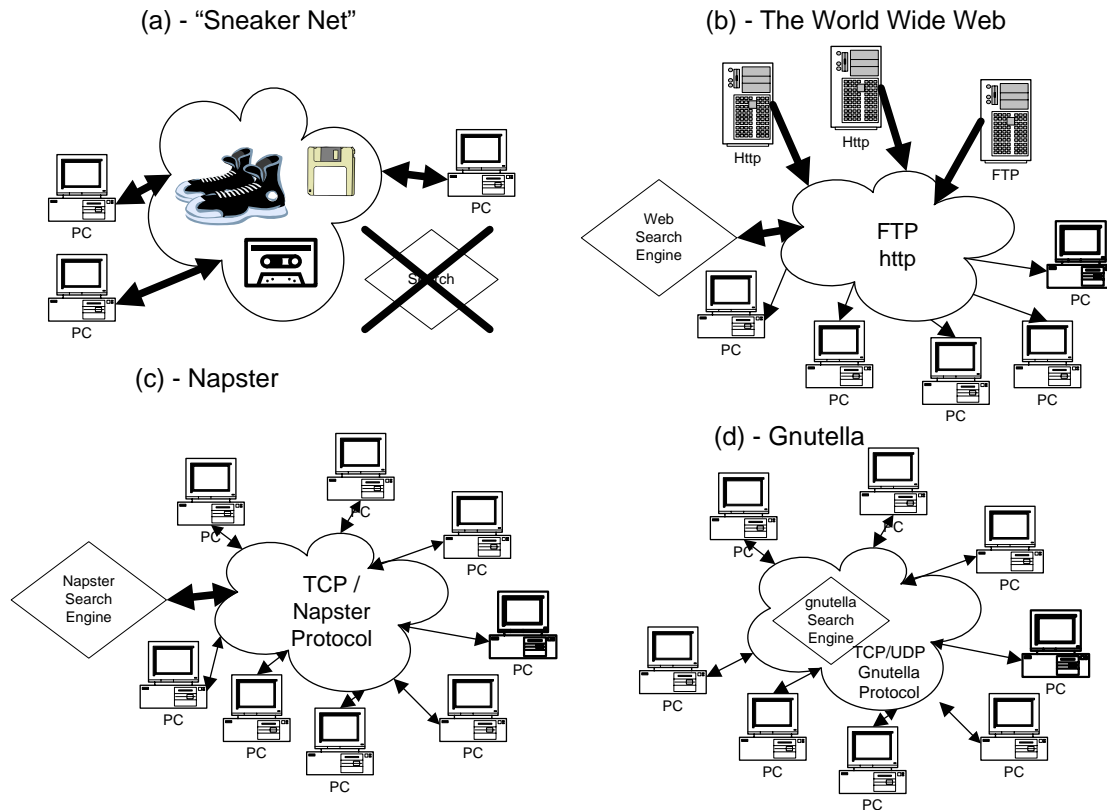 (a) - “Sneaker Net”
PC
PC
PC
Search
(b) - The World Wide Web
Http
Http
FTP
Web
Search
Engine
FTP
http
PC
PC
PC
PC
PC
(c) - Napster
PC
PC
PC
Napster
Search
Engine
TCP /
Napster
Protocol
PC
PC
PC
PC
PC
(d) - Gnutella
PC
PC
PC
gnutella
Search
Engine
TCP/UDP
Gnutella
Protocol
PC
PC
PC
PC
PC